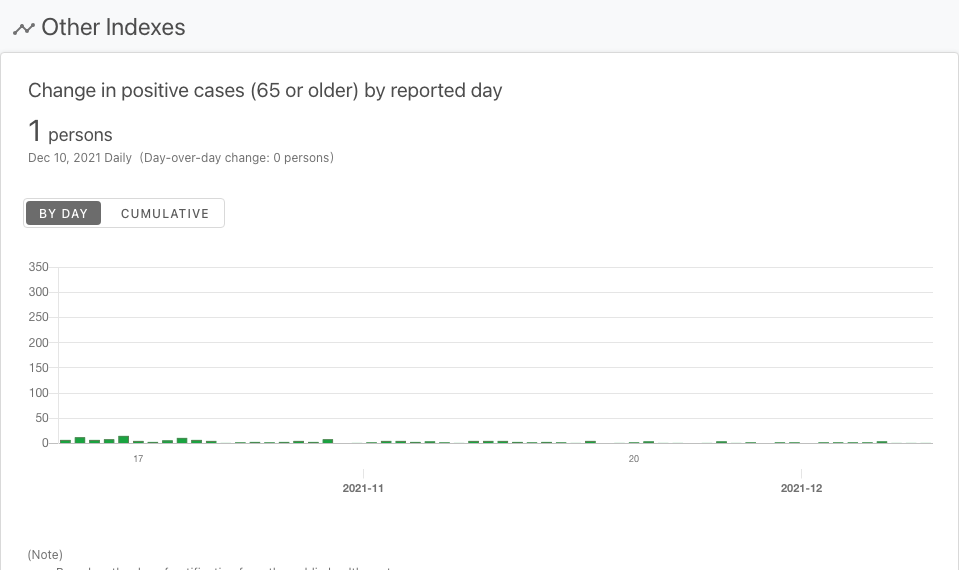 Other Indexes
Change in positive cases (65 or older) by reported day
1 persons
Dec 10, 2021 Daily (Day-over-day change: 0 persons)
BY DAY CUMULATIVE
350
300
250
200
150
100
50
0
17 20
2021-11 2021-12
(Note)